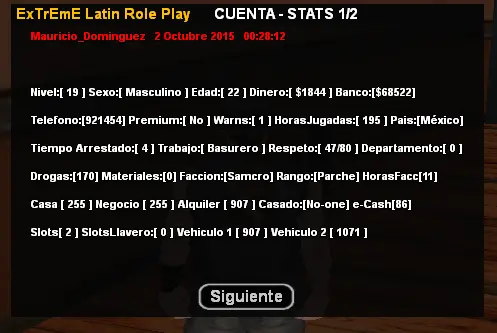 ExTrEmE Latin Role Play CUENTA - STATS 1/2
Mauricio_Dominguez 2 Octubre 2015 00:28:12
Nivel:[ 19 ] Sexo:[ Masculino ] Edad:[ 22 ] Dinero:[ $1844 ] Banco:[$68522]
Telefono:[921454] Premium:[ No ] Warns:[ 1 ] HorasJugadas:[ 195 ] Pais:[México]
Tiempo Arrestado:[ 4 ] Trabajo:[ Basurero ] Respeto:[ 47/80 ] Departamento:[ 0 ]
Drogas:[170] Materiales:[0] Faccion:[Samcro] Rango:[Parche] HorasFacc[11]
Casa [ 255 ] Negocio [ 255 ] Alquiler [ 907 ] Casado:[No-one] e-Cash[86]
Slots[ 2 ] SlotsLlavero:[ 0 ] Vehiculo 1 [ 907 ] Vehiculo 2 [ 1071 ]
Siguiente